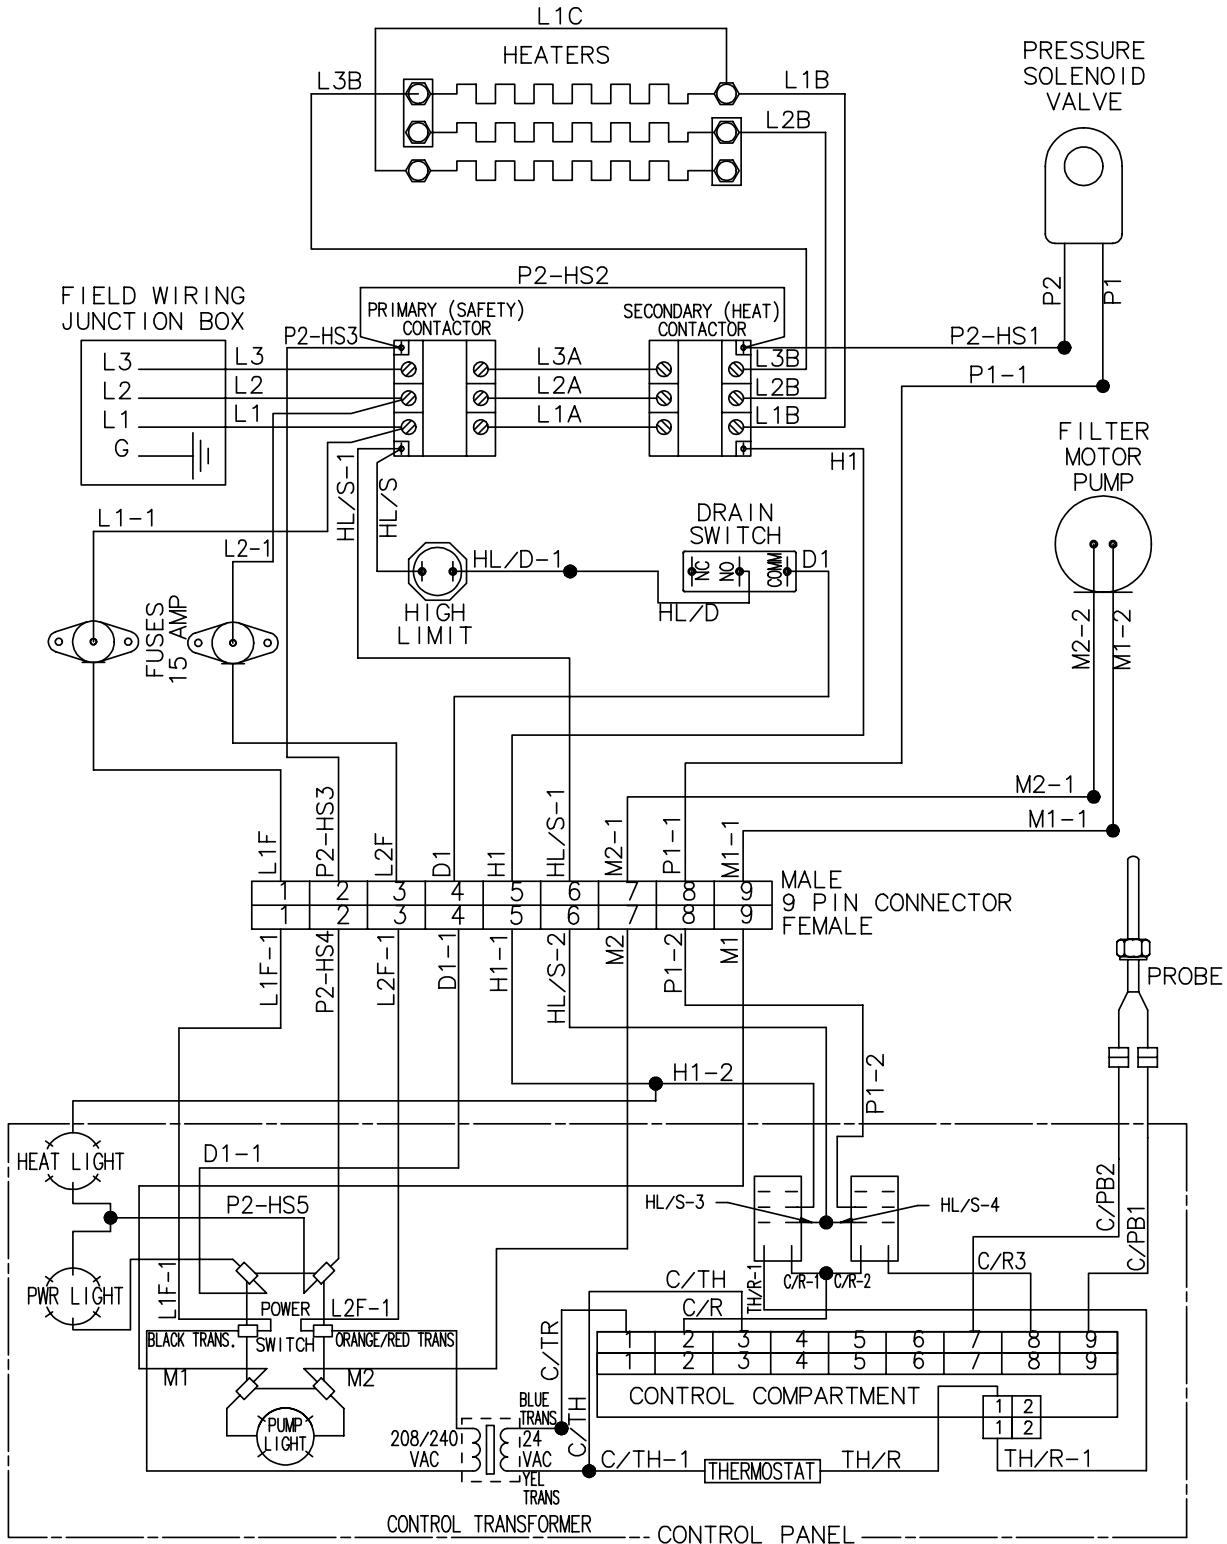 L1C
HEATERS
L3B
L1B
L2B
PRESSURE
SOLENOID
VALVE
P2
P1
P2-HS2
FIELD WIRING
JUNCTION BOX
PRIMARY (SAFETY)
CONTACTOR
SECONDARY (HEAT)
CONTACTOR
P2-HS3
P2-HS1
L3
L3
L3A
L3B
L2
L2
L2A
L2B
P1-1
L1
L1
L1A
L1B
G
H1
FILTER
MOTOR
PUMP
HL/S-1
HL/S
L1-1
L2-1
DRAIN
SWITCH
HL/D-1
NC
NO
COMM
D1
HIGH
LIMIT
HL/D
FUSES
15 AMP
M2-2
M1-2
M2-1
M1-1
L1F
P2-HS3
L2F
D1
H1
HL/S-1
M2-1
P1-1
M1-1
1 2 3 4 5 6 7 8 9
1 2 3 4 5 6 7 8 9
MALE
9 PIN CONNECTOR
FEMALE
L1F-1
P2-HS4
L2F-1
D1-1
H1-1
HL/S-2
M2
P1-2
M1
PROBE
H1-2
P1-2
HEAT LIGHT
D1-1
P2-HS5
HL/S-3
HL/S-4
C/PB2
C/PB1
PWR LIGHT
L1F-1
POWER
SWITCH
L2F-1
BLACK TRANS.
ORANGE/RED TRANS
M1
M2
PUMP
LIGHT
C/TH
C/R
TH/R-1
C/R-1
C/R-2
C/R3
C/TR
C/TH
1 2 3 4 5 6 7 8 9
1 2 3 4 5 6 7 8 9
CONTROL COMPARTMENT
1 2
1 2
BLUE
TRANS
208/240
VAC
24
VAC
YEL
TRANS
C/TH-1
THERMOSTAT
TH/R
TH/R-1
CONTROL TRANSFORMER
CONTROL PANEL